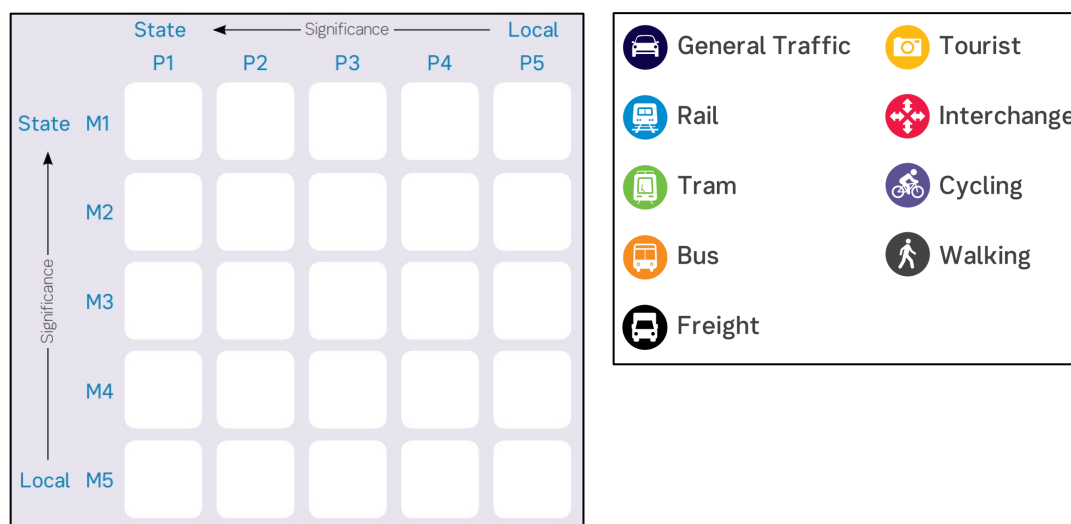 State Significance Local
P1 P2 P3 P4 P5
State M1
M2
Significance
M3
M4
Local M5
General Traffic
Rail
Tram
Bus
Freight
Tourist
Interchange
Cycling
Walking